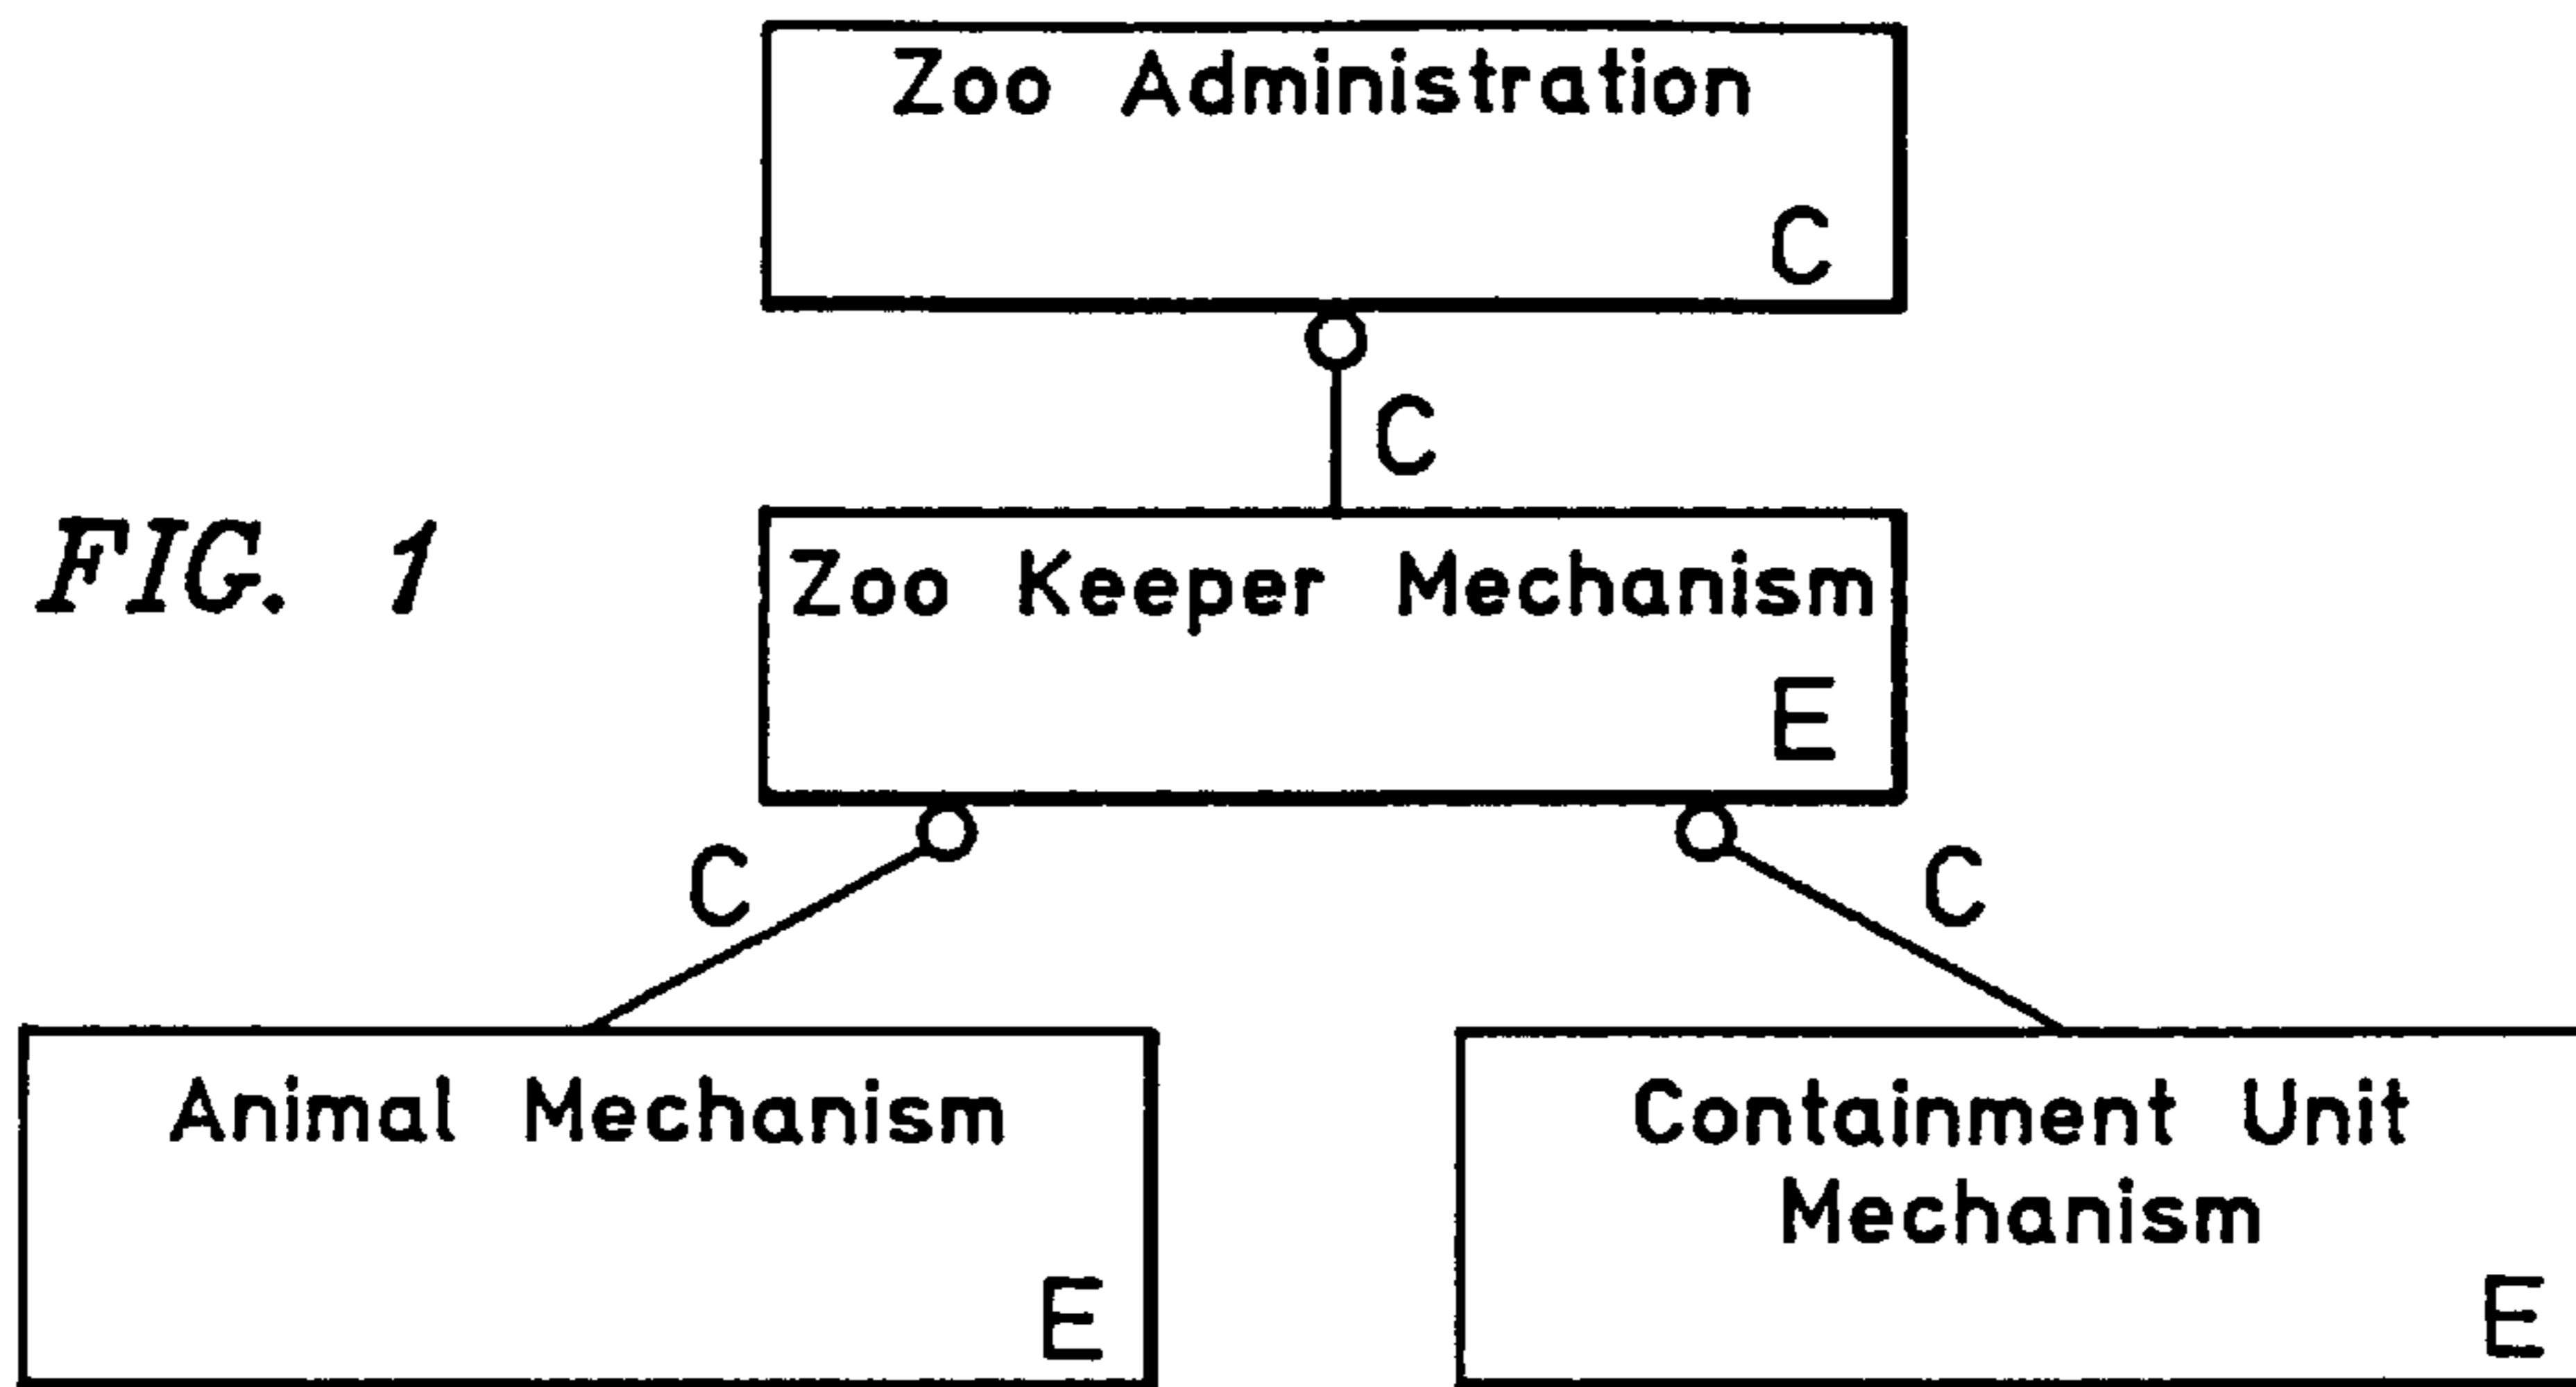 Zoo Administration
C
C
FIG. 1
Zoo Keeper Mechanism
E
C
C
Animal Mechanism
E
Containment Unit
Mechanism
E